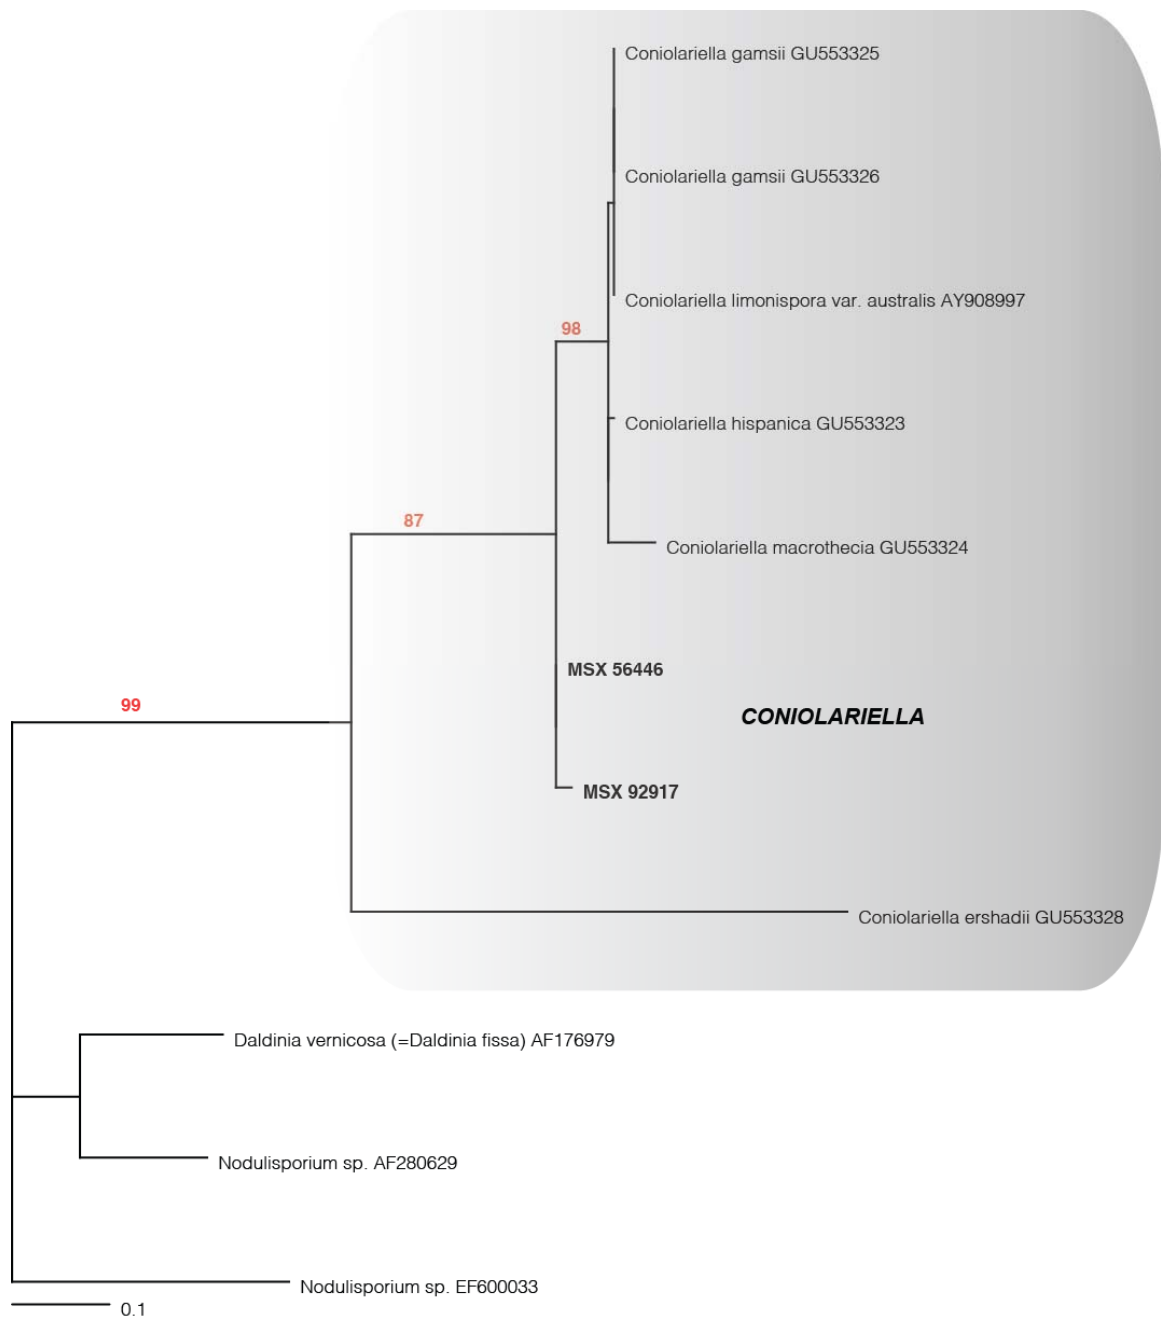 Coniolariella gamsii GU553325
Coniolariella gamsii GU553326
Coniolariella limonispora var. australis AY908997
98
Coniolariella hispanica GU553323
87
Coniolariella macrothecia GU553324
MSX 56446
99
CONIOLARIELLA
MSX 92917
Coniolariella ershadii GU553328
Daldinia vernicosa (=Daldinia fissa) AF176979
Nodulisporium sp. AF280629
Nodulisporium sp. EF600033
0.1